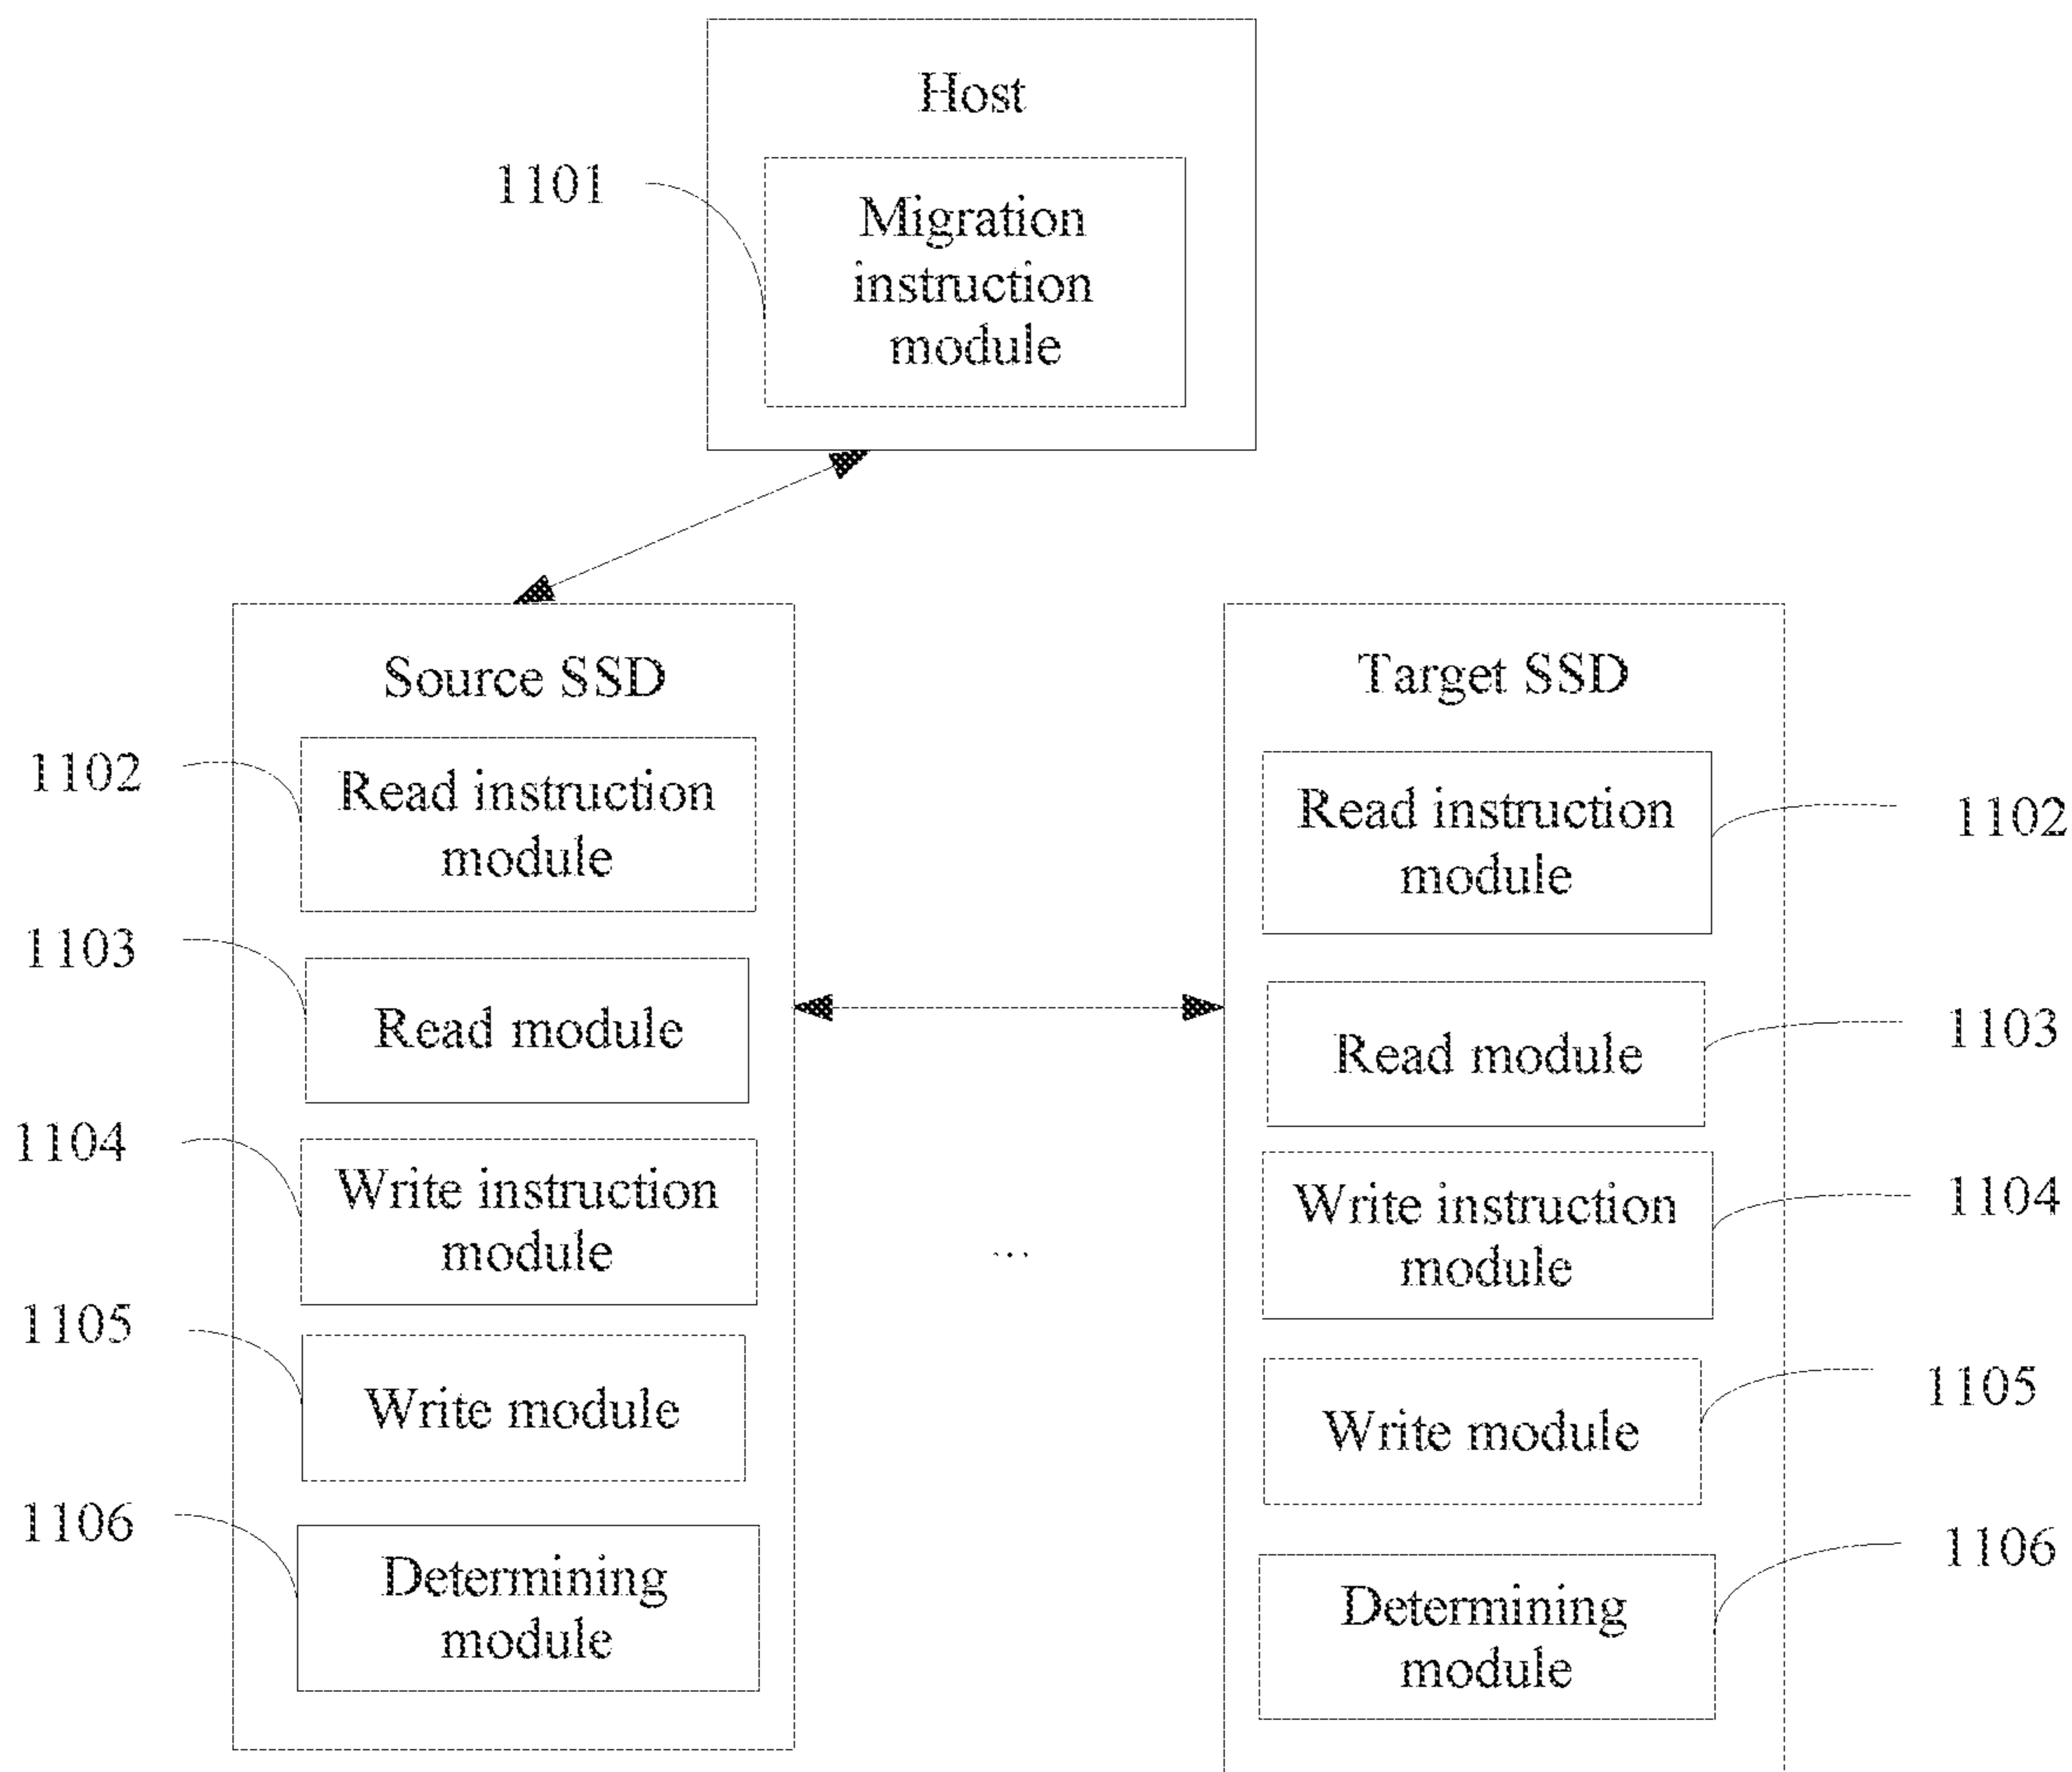 Host
1101
Migration
instruction
module
Source SSD
1102
Read instruction
module
1103
Read module
1104
Write instruction
module
1105
Write module
1106
Determining
module
...
Target SSD
Read instruction
module
1102
Read module
1103
Write instruction
module
1104
Write module
1105
Determining
module
1106